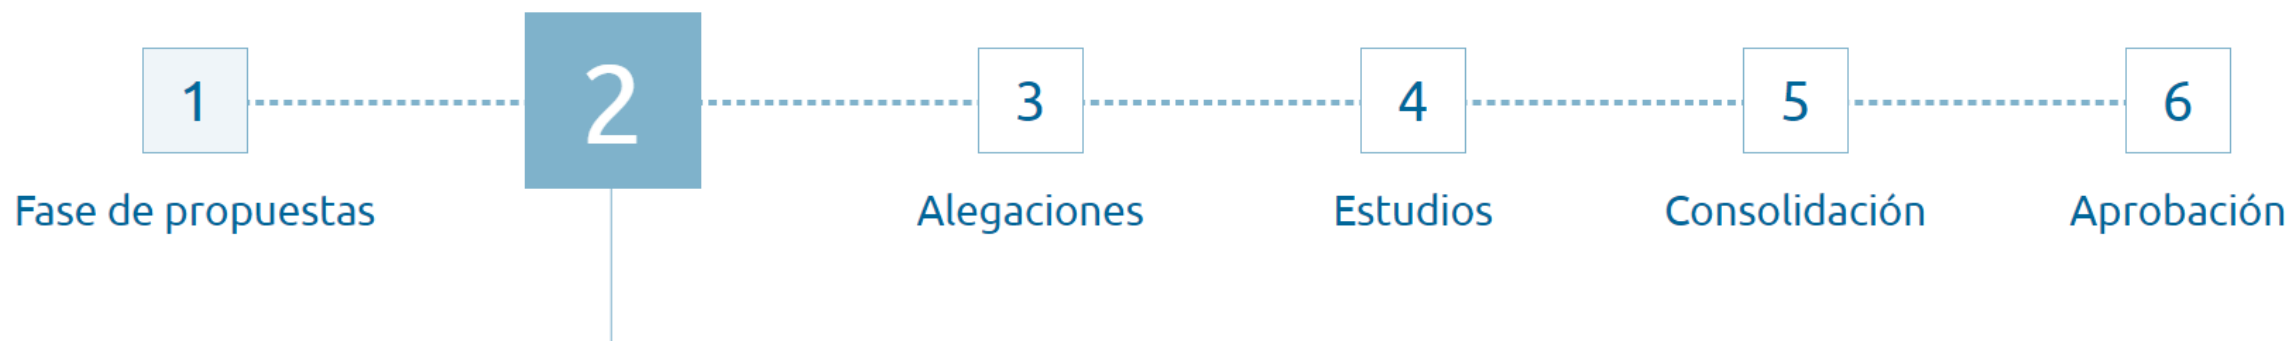 1
2
3
4
5
6
Fase de propuestas
Alegaciones
Estudios
Consolidación
Aprobación